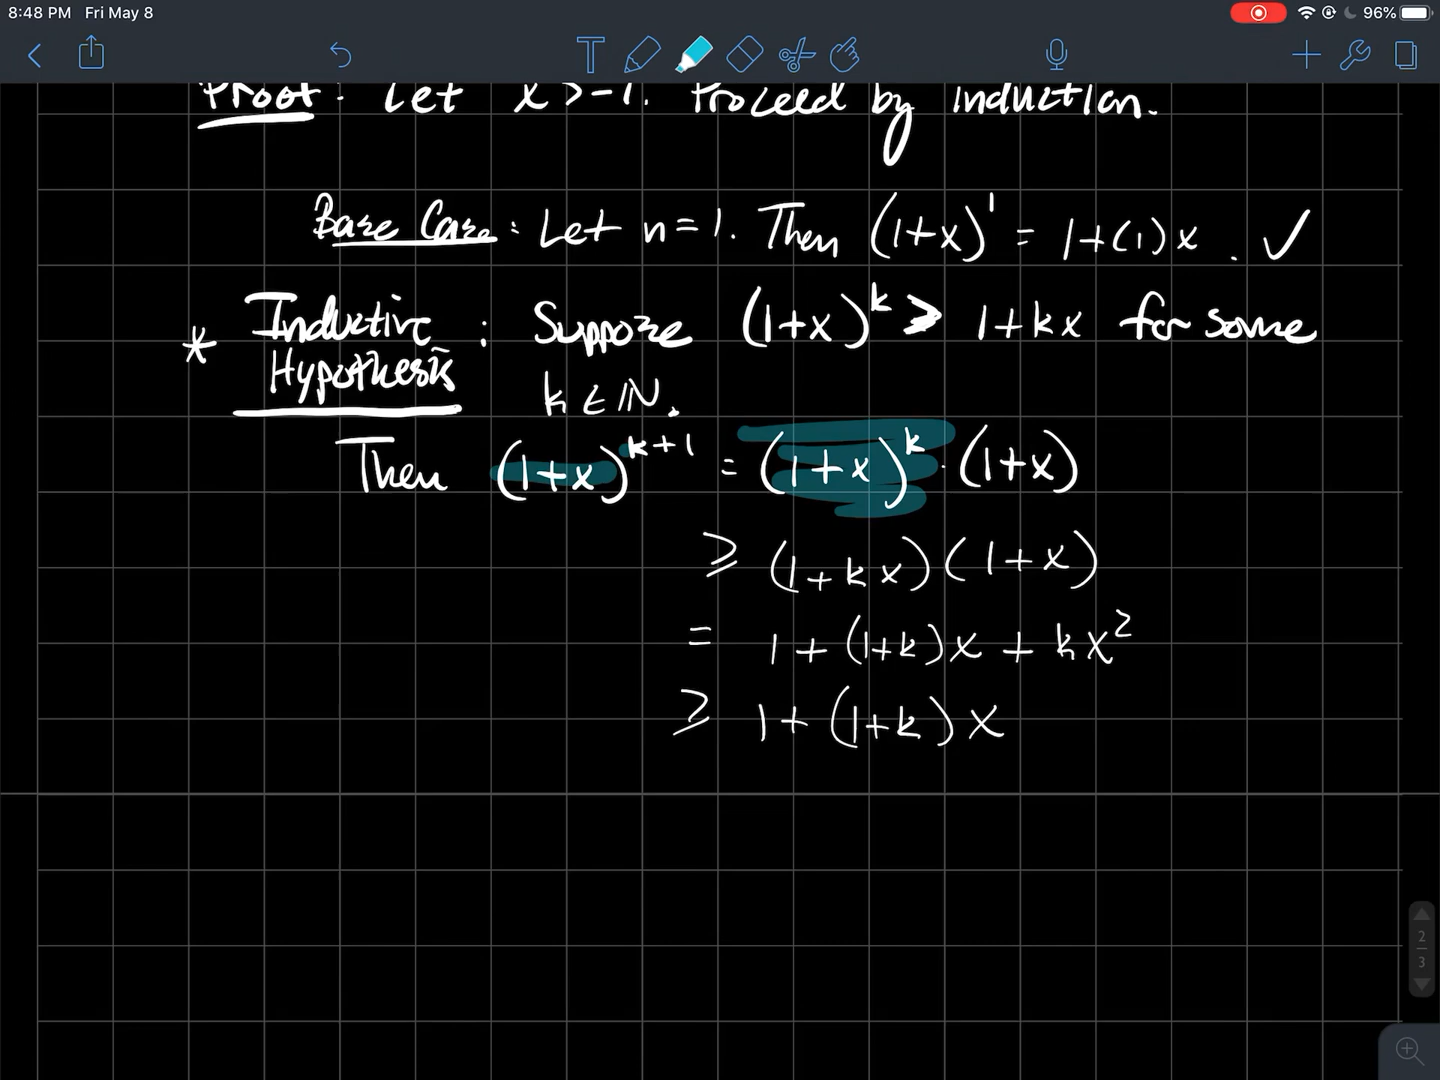 8:48 PM Fri May 8 96%
T
Proof: Let x > -1. Proceed by induction.
Base Case: Let n = 1. Then (1+x)¹ = 1+(1)x. ✓
* Inductive Hypothesis: Suppose (1+x)ᵏ > 1+kx for some
k ∈ ℕ.
Then (1+x)ᵏ⁺¹ = (1+x)ᵏ · (1+x)
≥ (1+kx)(1+x)
= 1 + (1+k)x + kx²
≥ 1 + (1+k)x
2
3